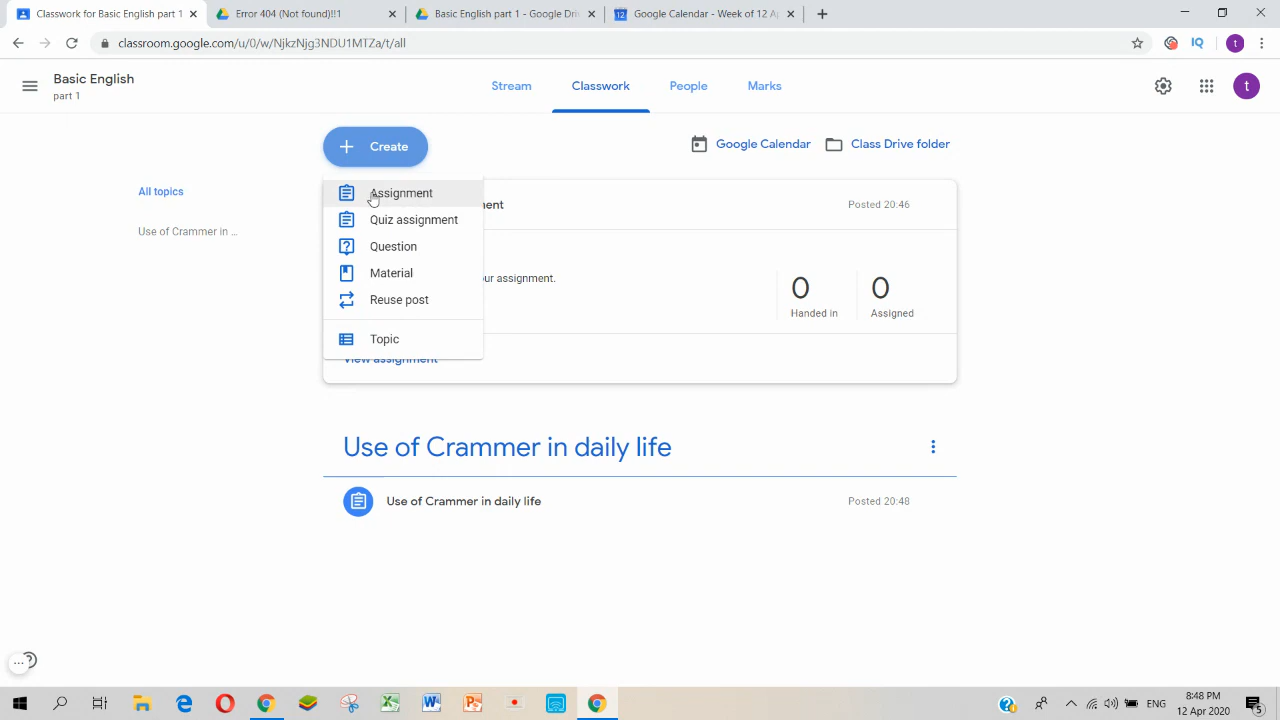 Classroom for Basic English part 1
Error 404 (Not found)!!1
Basic English part 1 - Google Dri
Google Calendar - Week of 12 A
classroom.google.com/u/0/w/NjkzNjg3NDU1MTZa/t/all
IQ
t
Basic English
part 1
Stream
Classwork
People
Marks
t
Create
Google Calendar
Class Drive folder
All topics
Use of Crammer in ...
Assignment
Quiz assignment
Question
Material
Reuse post
Topic
Posted 20:46
0
Handed in
0
Assigned
View assignment
Use of Crammer in daily life
Use of Crammer in daily life
Posted 20:48
ENG
8:48 PM
12 Apr 2020
5